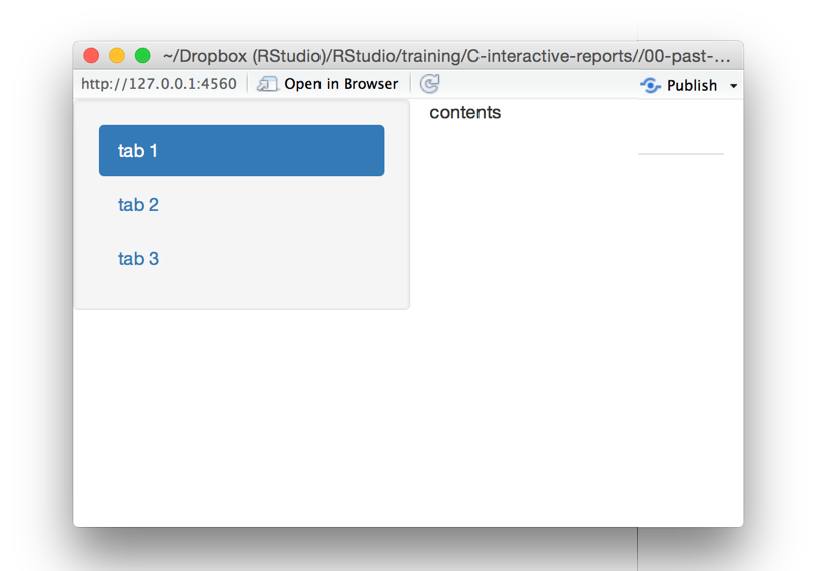 ~/Dropbox (RStudio)/RStudio/training/C-interactive-reports//00-past-...
http://127.0.0.1:4560 Open in Browser Publish
tab 1
contents
tab 2
tab 3